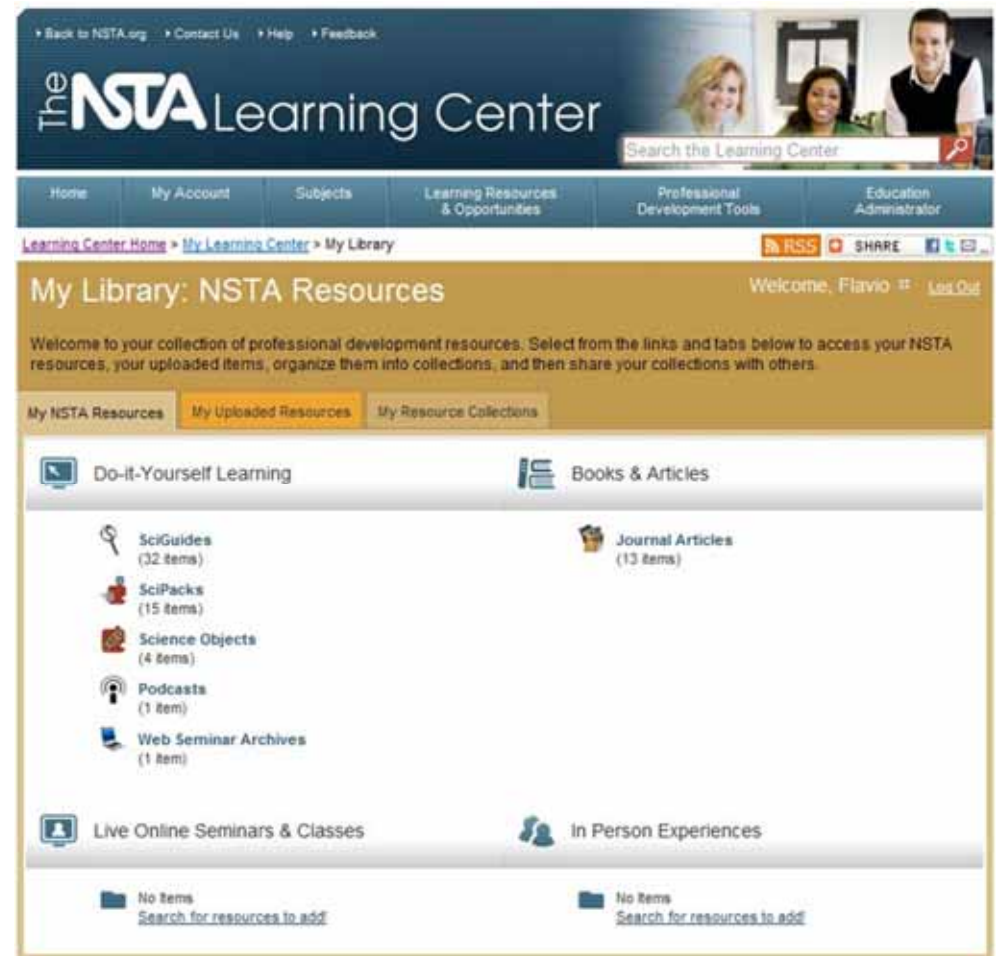 Back to NSTA.org Contact Us Help Feedback
The NSTA Learning Center
Search the Learning Center
Home My Account Subjects Learning Resources & Opportunities Professional Development Tools Education Administrator
Learning Center Home > My Learning Center > My Library
RSS SHARE
My Library: NSTA Resources
Welcome, Flavio Log Out
Welcome to your collection of professional development resources. Select from the links and tabs below to access your NSTA
resources, your uploaded items, organize them into collections, and then share your collections with others.
My NSTA Resources My Uploaded Resources My Resource Collections
Do-it-Yourself Learning
SciGuides
(32 items)
SciPacks
(15 items)
Science Objects
(4 items)
Podcasts
(1 item)
Web Seminar Archives
(1 item)
Books & Articles
Journal Articles
(13 items)
Live Online Seminars & Classes
No Items
Search for resources to add!
In Person Experiences
No Items
Search for resources to add!